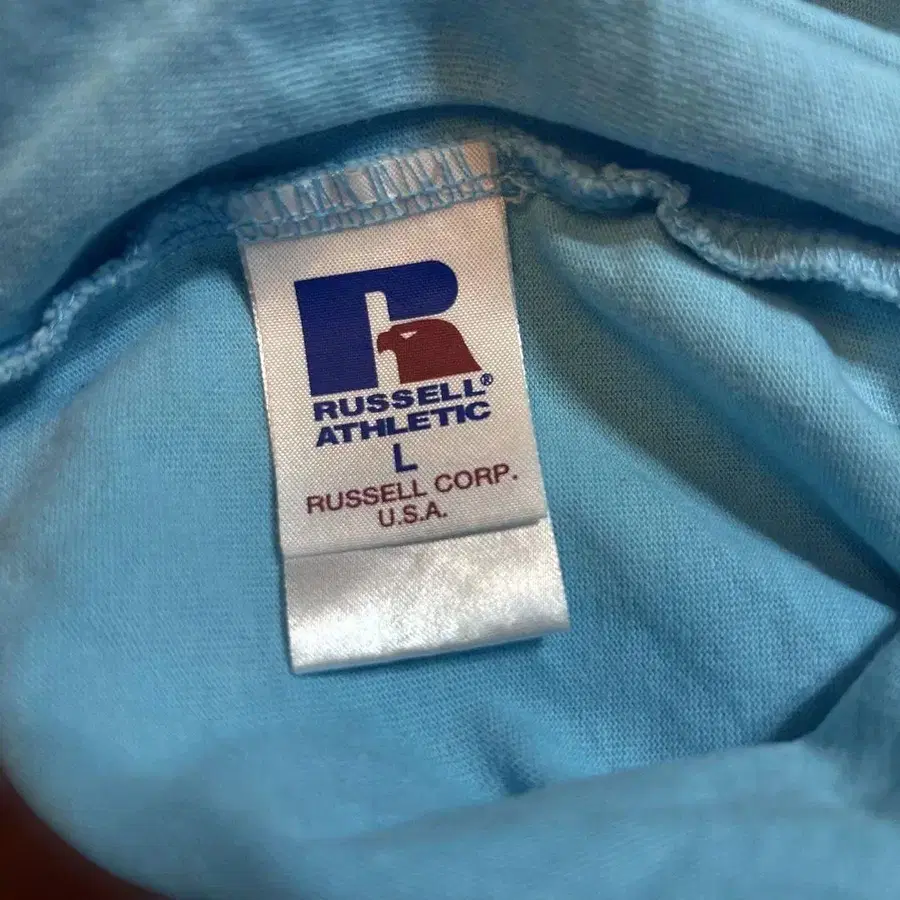 RUSSELL®
ATHLETIC
L
RUSSELL CORP.
U.S.A.